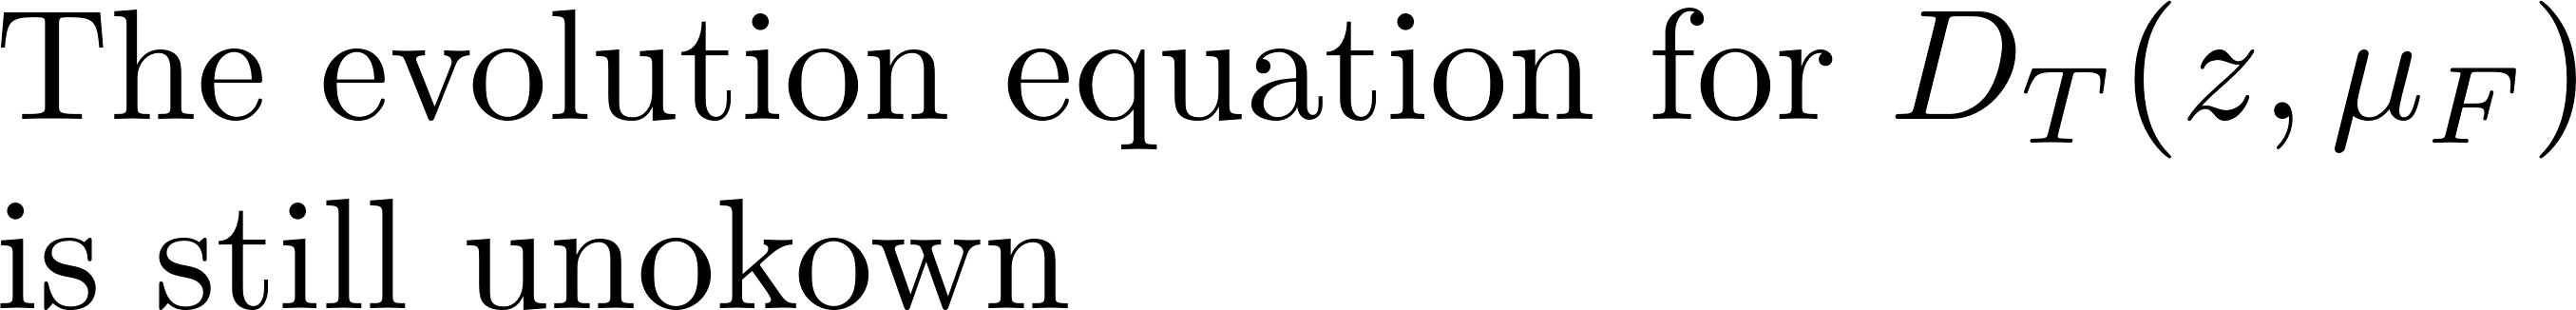 The evolution equation for $D_T(z, \mu_F)$
is still unokown